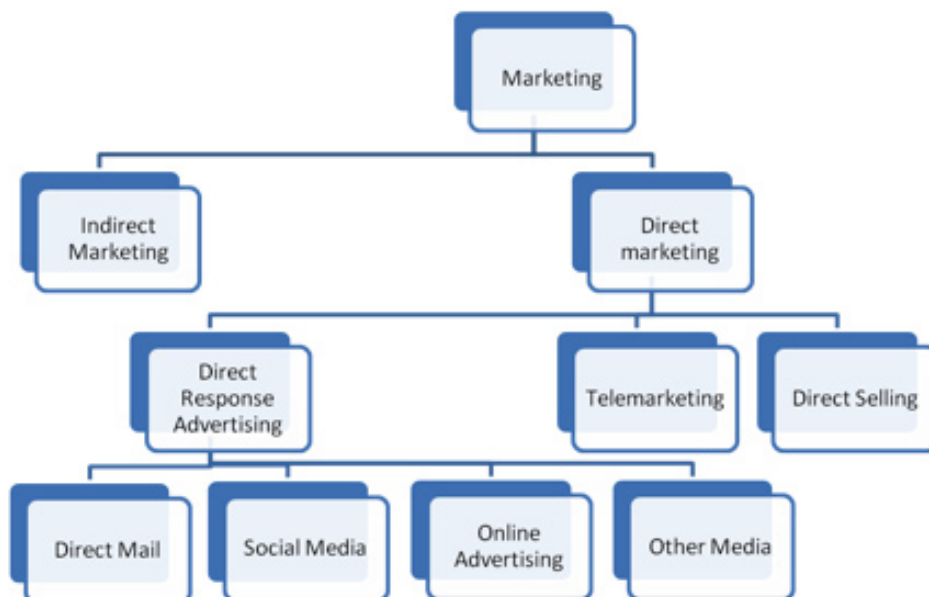 Marketing
Indirect
Marketing
Direct
marketing
Direct
Response
Advertising
Telemarketing
Direct Selling
Direct Mail
Social Media
Online
Advertising
Other Media